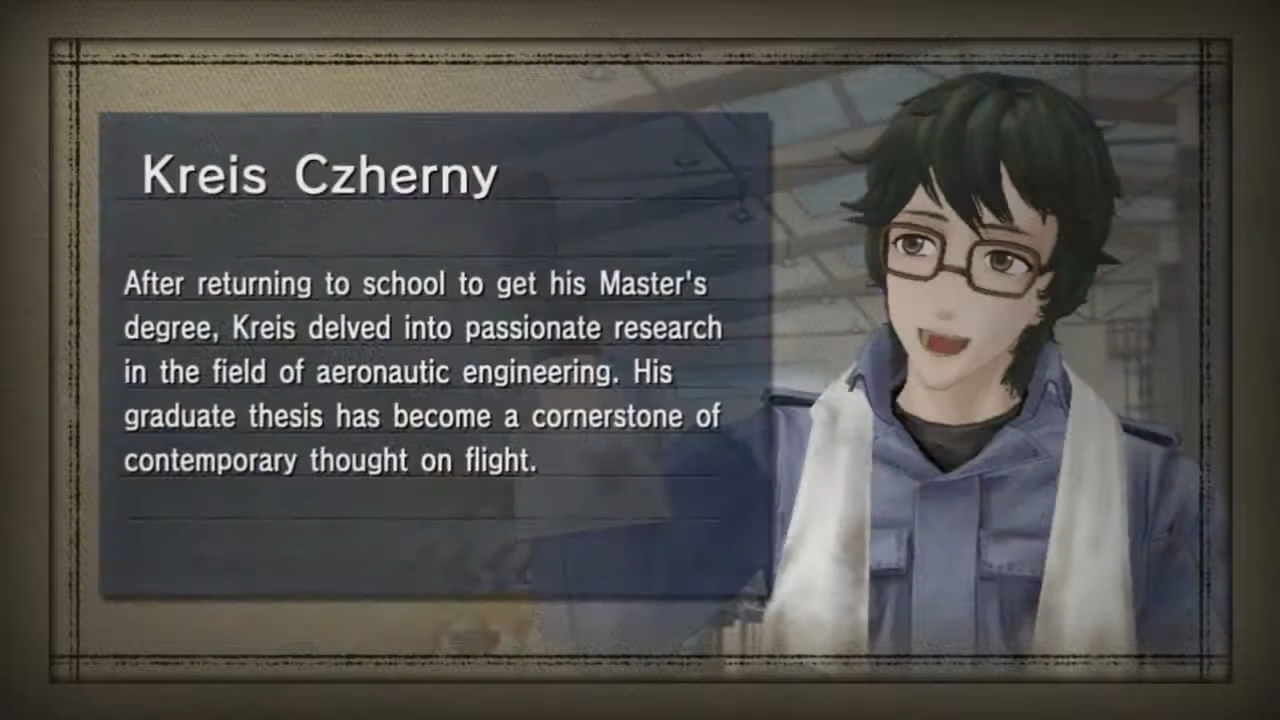 Kreis Czherny
After returning to school to get his Master's
degree, Kreis delved into passionate research
in the field of aeronautic engineering. His
graduate thesis has become a cornerstone of
contemporary thought on flight.